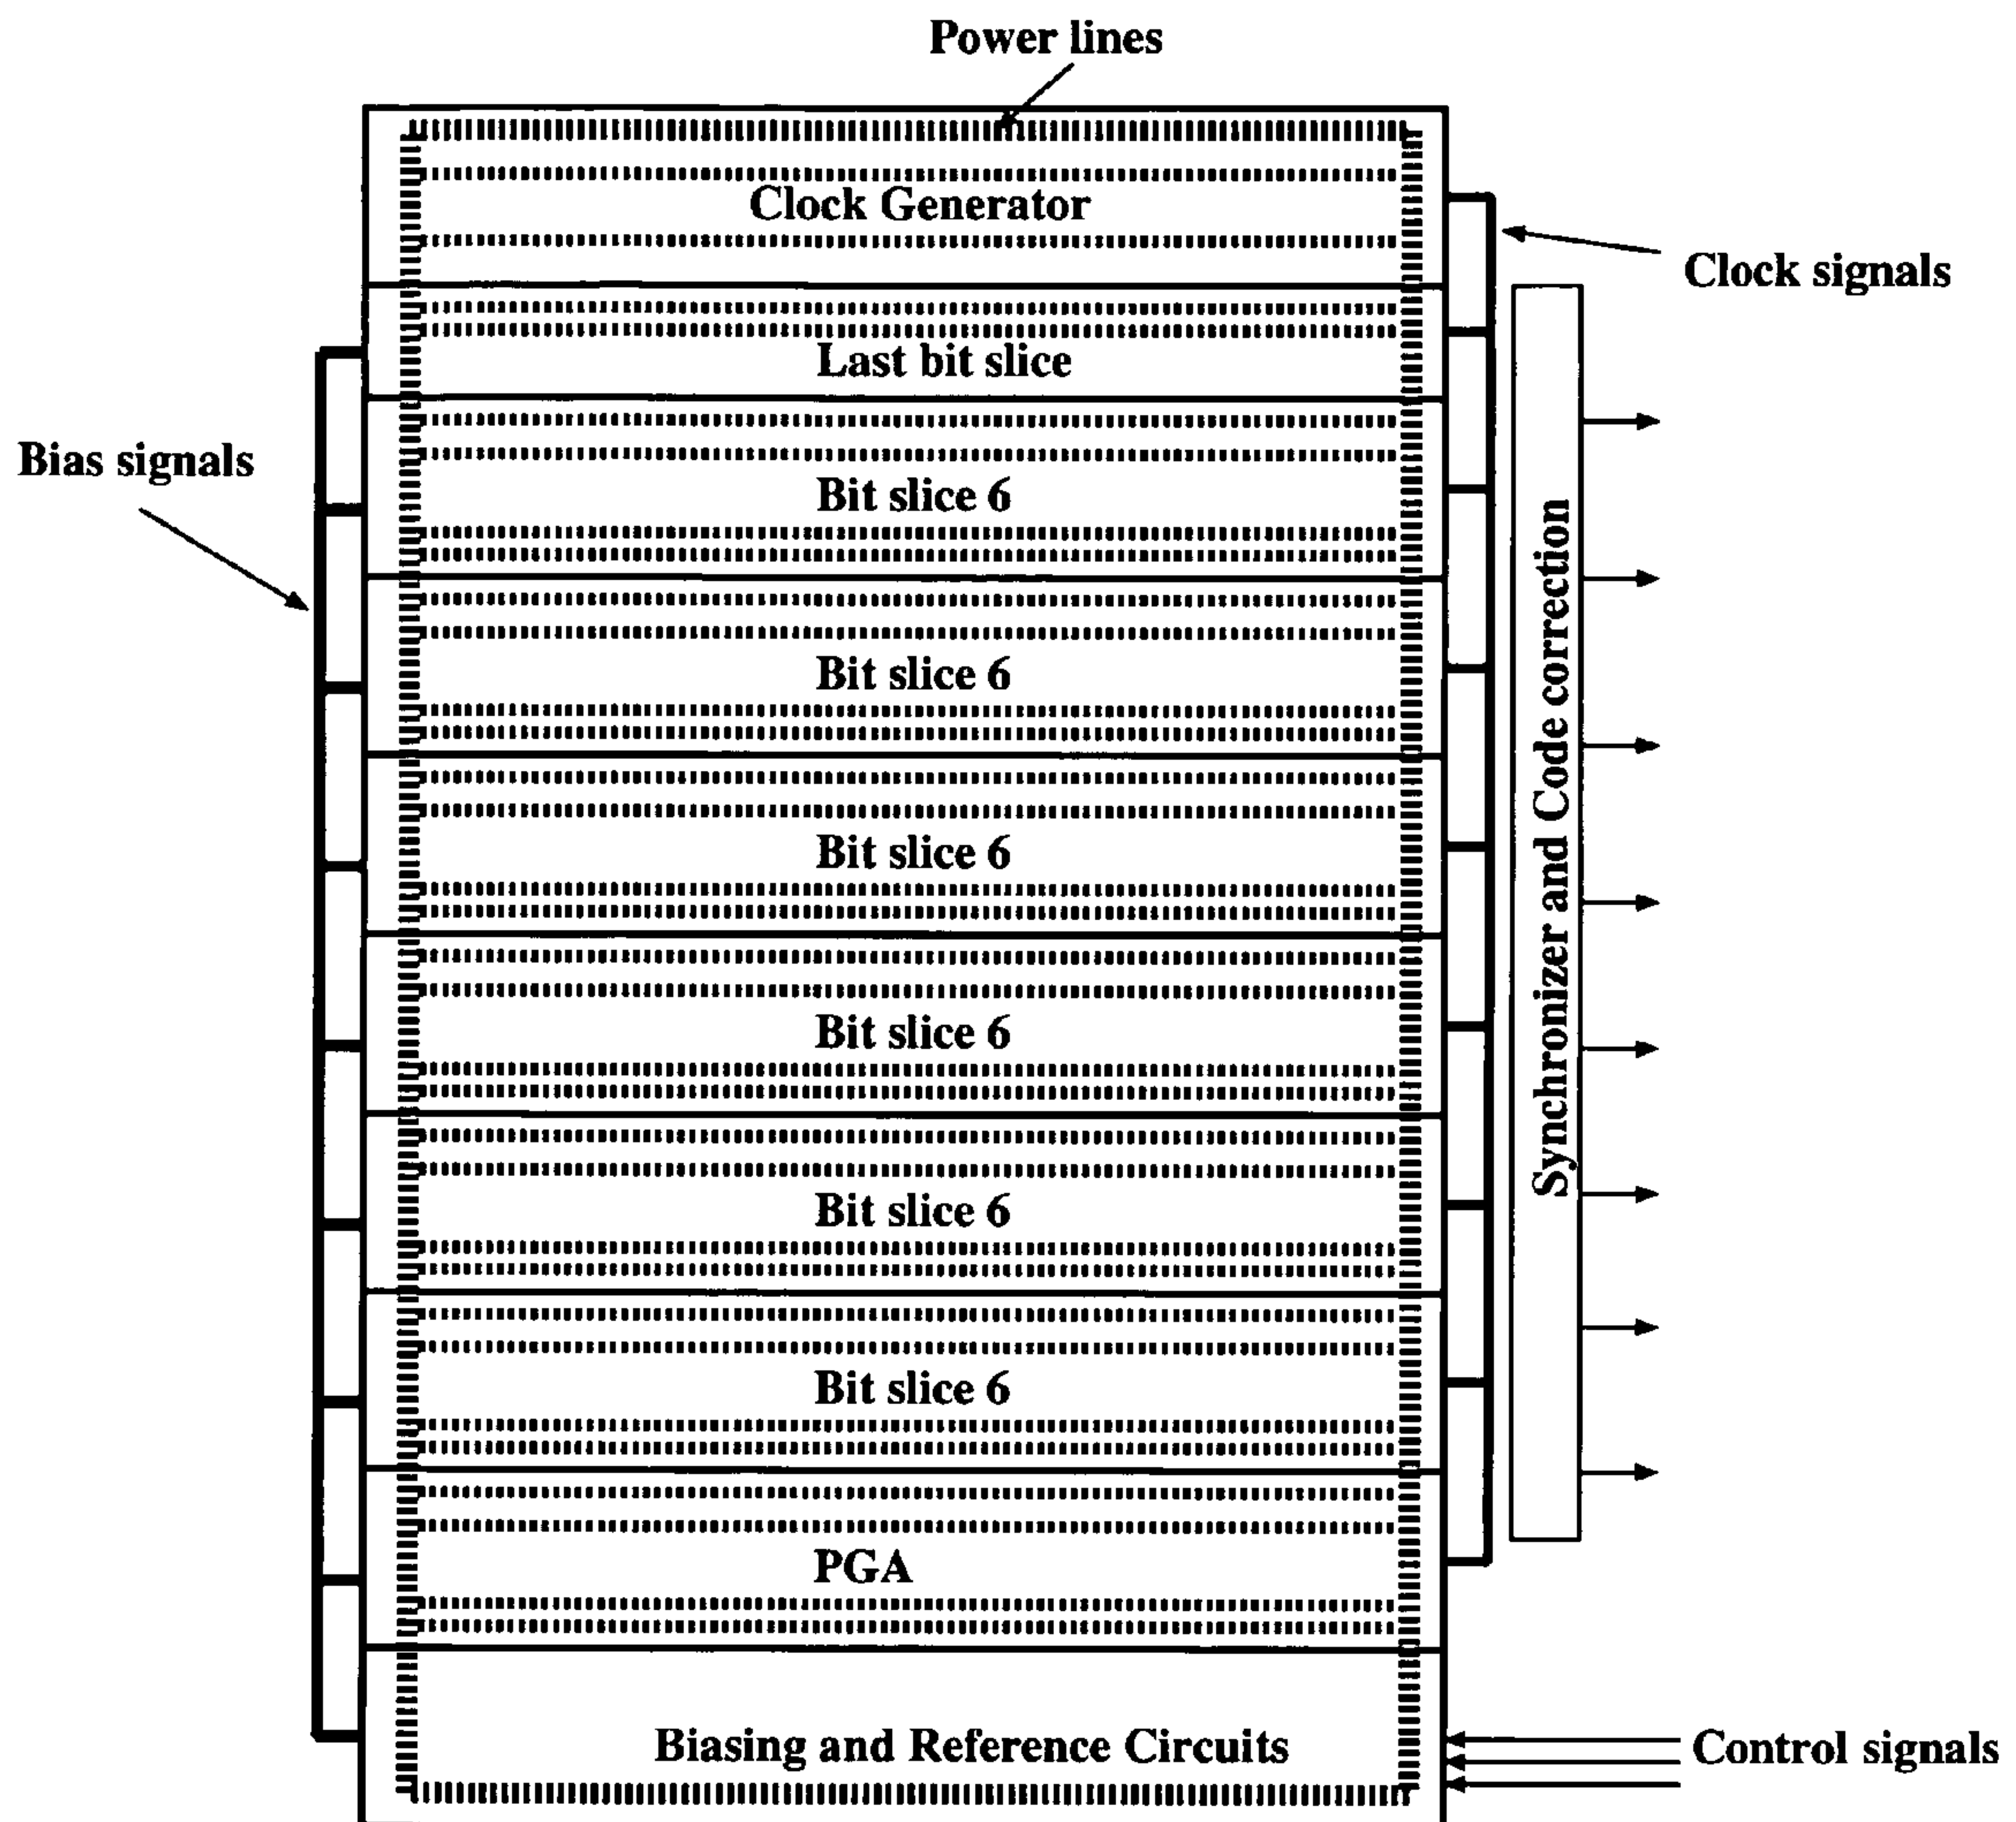 Power lines
Clock Generator
Clock signals
Last bit slice
Bias signals
Bit slice 6
Bit slice 6
Bit slice 6
Bit slice 6
Bit slice 6
Bit slice 6
Synchronizer and Code correction
PGA
Biasing and Reference Circuits
Control signals